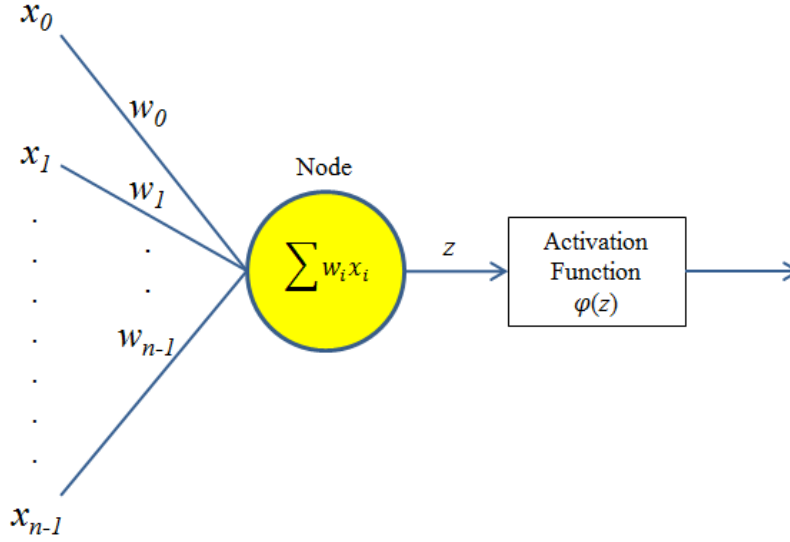 x₀
w₀
x₁
w₁
Node
∑ wᵢxᵢ
z
Activation
Function
φ(z)
wₙ₋₁
xₙ₋₁